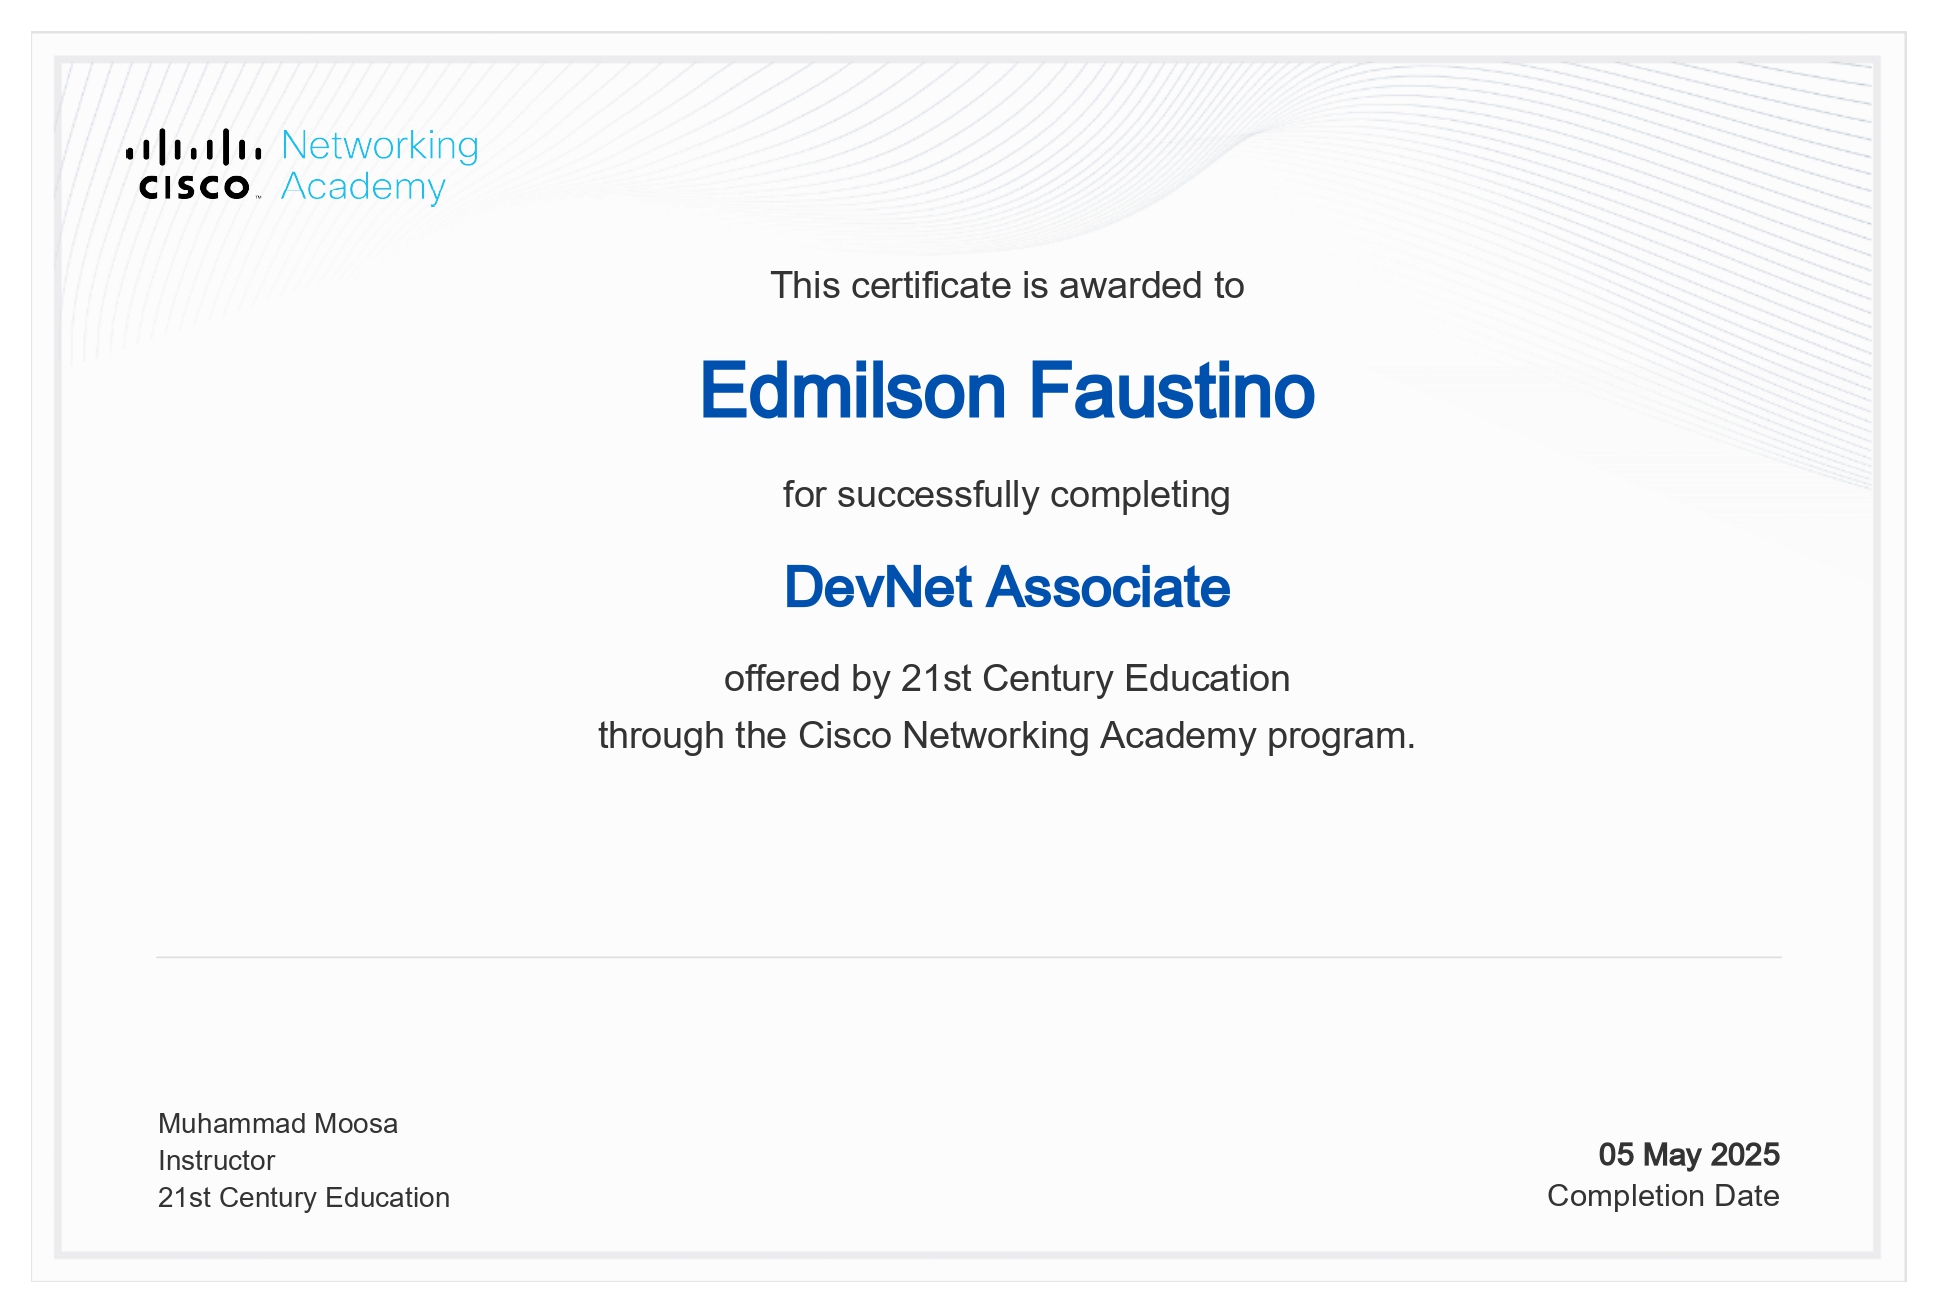 cisco™
Networking
Academy
This certificate is awarded to
Edmilson Faustino
for successfully completing
DevNet Associate
offered by 21st Century Education
through the Cisco Networking Academy program.
Muhammad Moosa
Instructor
21st Century Education
05 May 2025
Completion Date